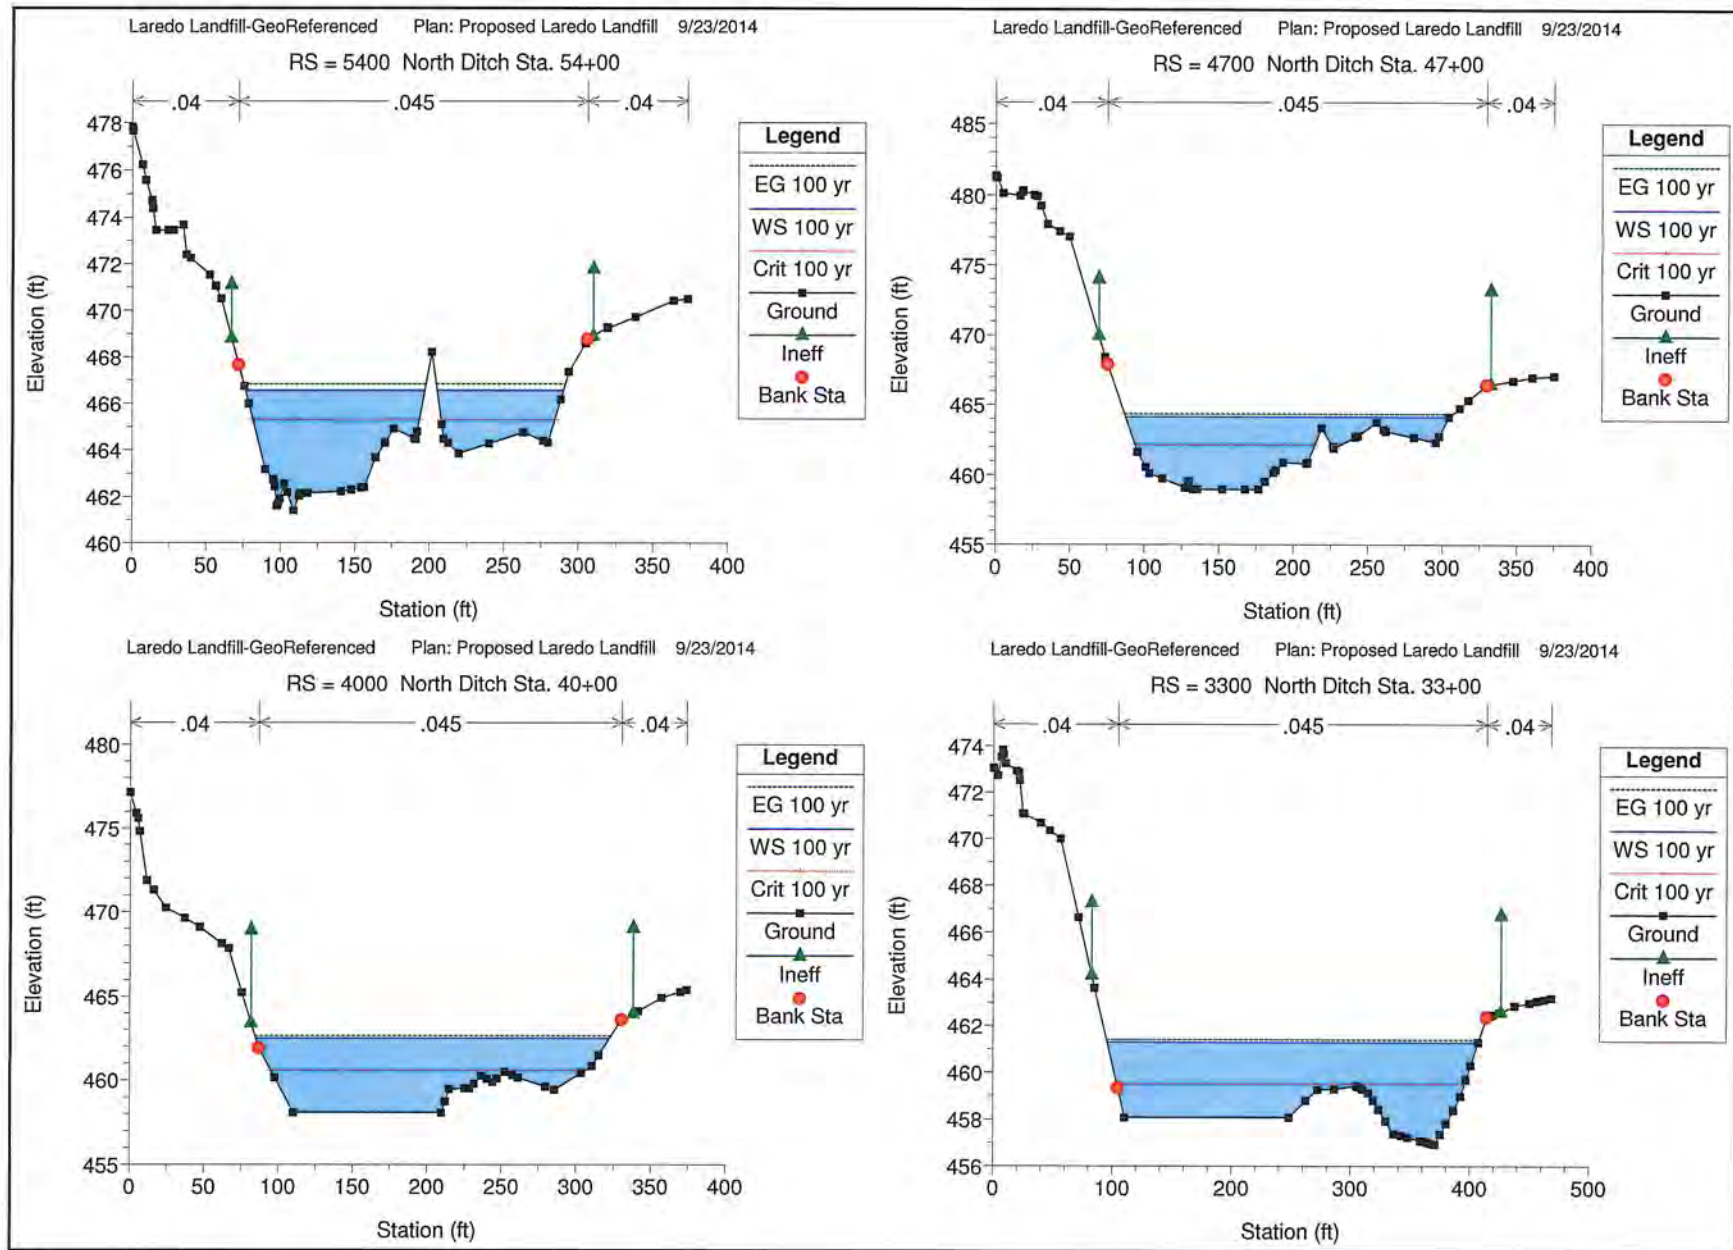 Laredo Landfill-GeoReferenced Plan: Proposed Laredo Landfill 9/23/2014
RS = 5400 North Ditch Sta. 54+00
.04 .045 .04
478
476
474
472
470
468
466
464
462
460
Elevation (ft)
0 50 100 150 200 250 300 350 400
Station (ft)
Legend
EG 100 yr
WS 100 yr
Crit 100 yr
Ground
Ineff
Bank Sta
Laredo Landfill-GeoReferenced Plan: Proposed Laredo Landfill 9/23/2014
RS = 4700 North Ditch Sta. 47+00
.04 .045 .04
485
480
475
470
465
460
455
Elevation (ft)
0 50 100 150 200 250 300 350 400
Station (ft)
Legend
EG 100 yr
WS 100 yr
Crit 100 yr
Ground
Ineff
Bank Sta
Laredo Landfill-GeoReferenced Plan: Proposed Laredo Landfill 9/23/2014
RS = 4000 North Ditch Sta. 40+00
.04 .045 .04
480
475
470
465
460
455
Elevation (ft)
0 50 100 150 200 250 300 350 400
Station (ft)
Legend
EG 100 yr
WS 100 yr
Crit 100 yr
Ground
Ineff
Bank Sta
Laredo Landfill-GeoReferenced Plan: Proposed Laredo Landfill 9/23/2014
RS = 3300 North Ditch Sta. 33+00
.04 .045 .04
474
472
470
468
466
464
462
460
458
456
Elevation (ft)
0 100 200 300 400 500
Station (ft)
Legend
EG 100 yr
WS 100 yr
Crit 100 yr
Ground
Ineff
Bank Sta